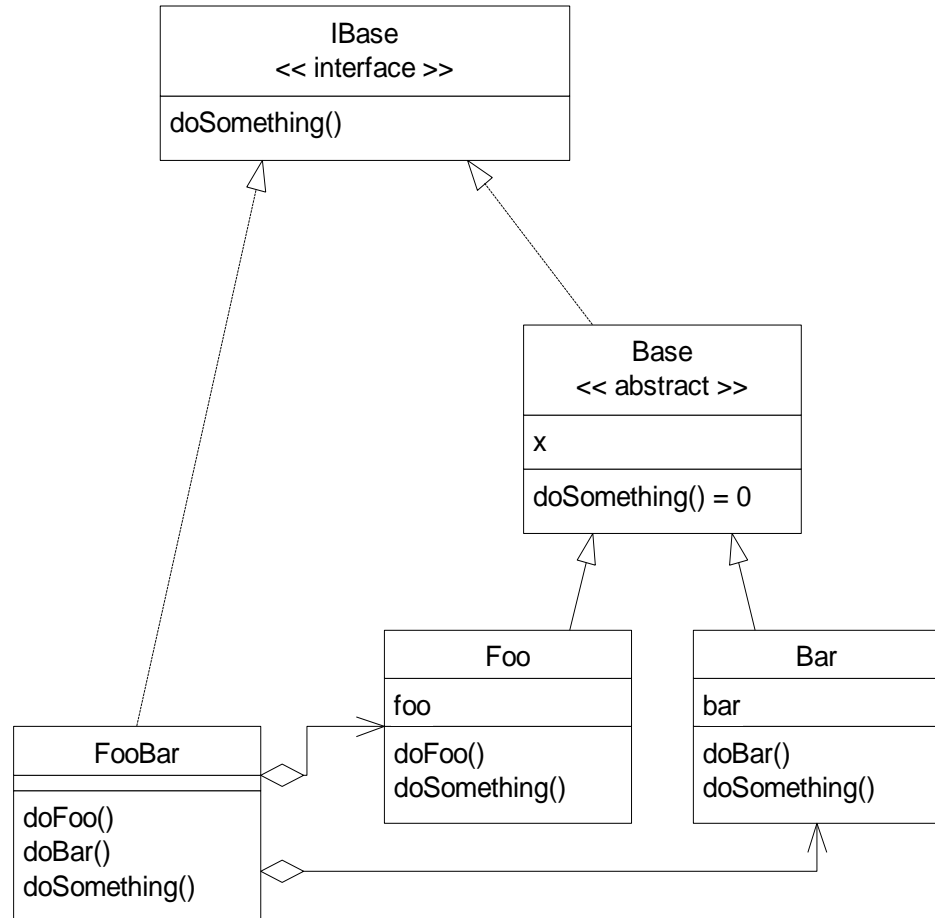 IBase
<< interface >>
doSomething()
Base
<< abstract >>
x
doSomething() = 0
Foo
foo
doFoo()
doSomething()
Bar
bar
doBar()
doSomething()
FooBar
doFoo()
doBar()
doSomething()